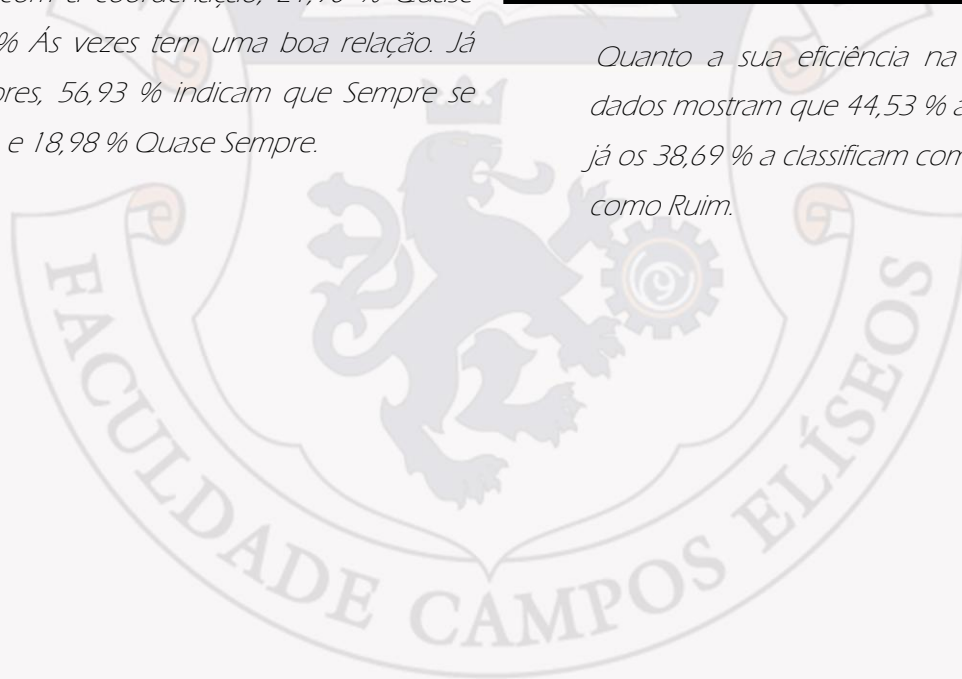 % Ás vezes tem uma boa relação. Já
ores, 56,93 % indicam que Sempre se
e 18,98 % Quase Sempre.
Quanto a sua eficiência na
dados mostram que 44,53 % a
já os 38,69 % a classificam com
como Ruim.
FACULDADE CAMPOS ELÍSEOS